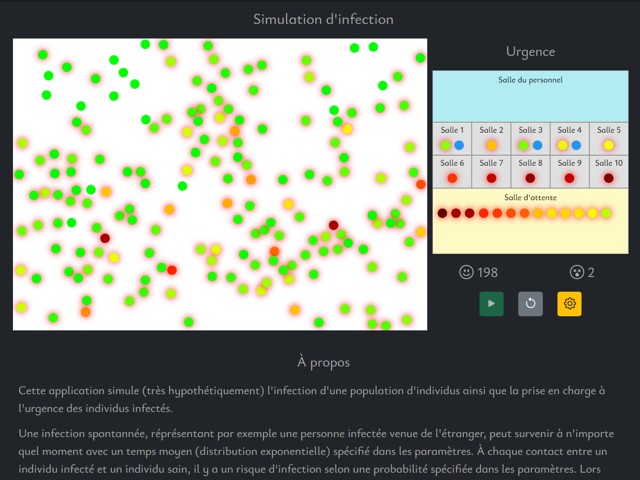 Simulation d'infection
Urgence
Salle du personnel
Salle 1 Salle 2 Salle 3 Salle 4 Salle 5
Salle 6 Salle 7 Salle 8 Salle 9 Salle 10
Salle d'attente
198 2
À propos
Cette application simule (très hypothétiquement) l'infection d'une population d'individus ainsi que la prise en charge à
l'urgence des individus infectés.
Une infection spontanée, réprésentant par exemple une personne infectée venue de l'étranger, peut survenir à n'importe
quel moment avec un temps moyen (distribution exponentielle) spécifié dans les paramètres. À chaque contact entre un
individu infecté et un individu sain, il y a un risque d'infection selon une probabilité spécifiée dans les paramètres. Lors